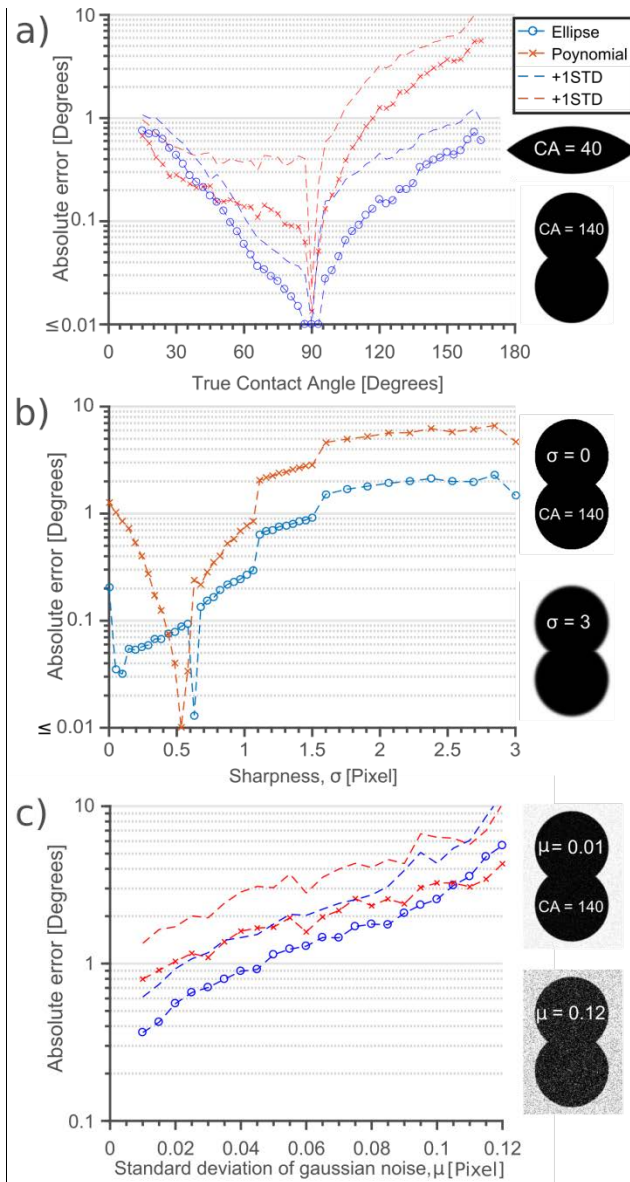 a)
Absolute error [Degrees]
10
1
0.1
≤ 0.01
0 30 60 90 120 150 180
True Contact Angle [Degrees]
Ellipse
Poynomial
+1STD
+1STD
CA = 40
CA = 140
b)
Absolute error [Degrees]
10
1
0.1
≤ 0.01
0 0.5 1 1.5 2 2.5 3
Sharpness, σ [Pixel]
σ = 0
CA = 140
σ = 3
c)
Absolute error [Degrees]
10
1
0.1
0 0.02 0.04 0.06 0.08 0.1 0.12
Standard deviation of gaussian noise,μ [Pixel]
μ = 0.01
CA = 140
μ = 0.12